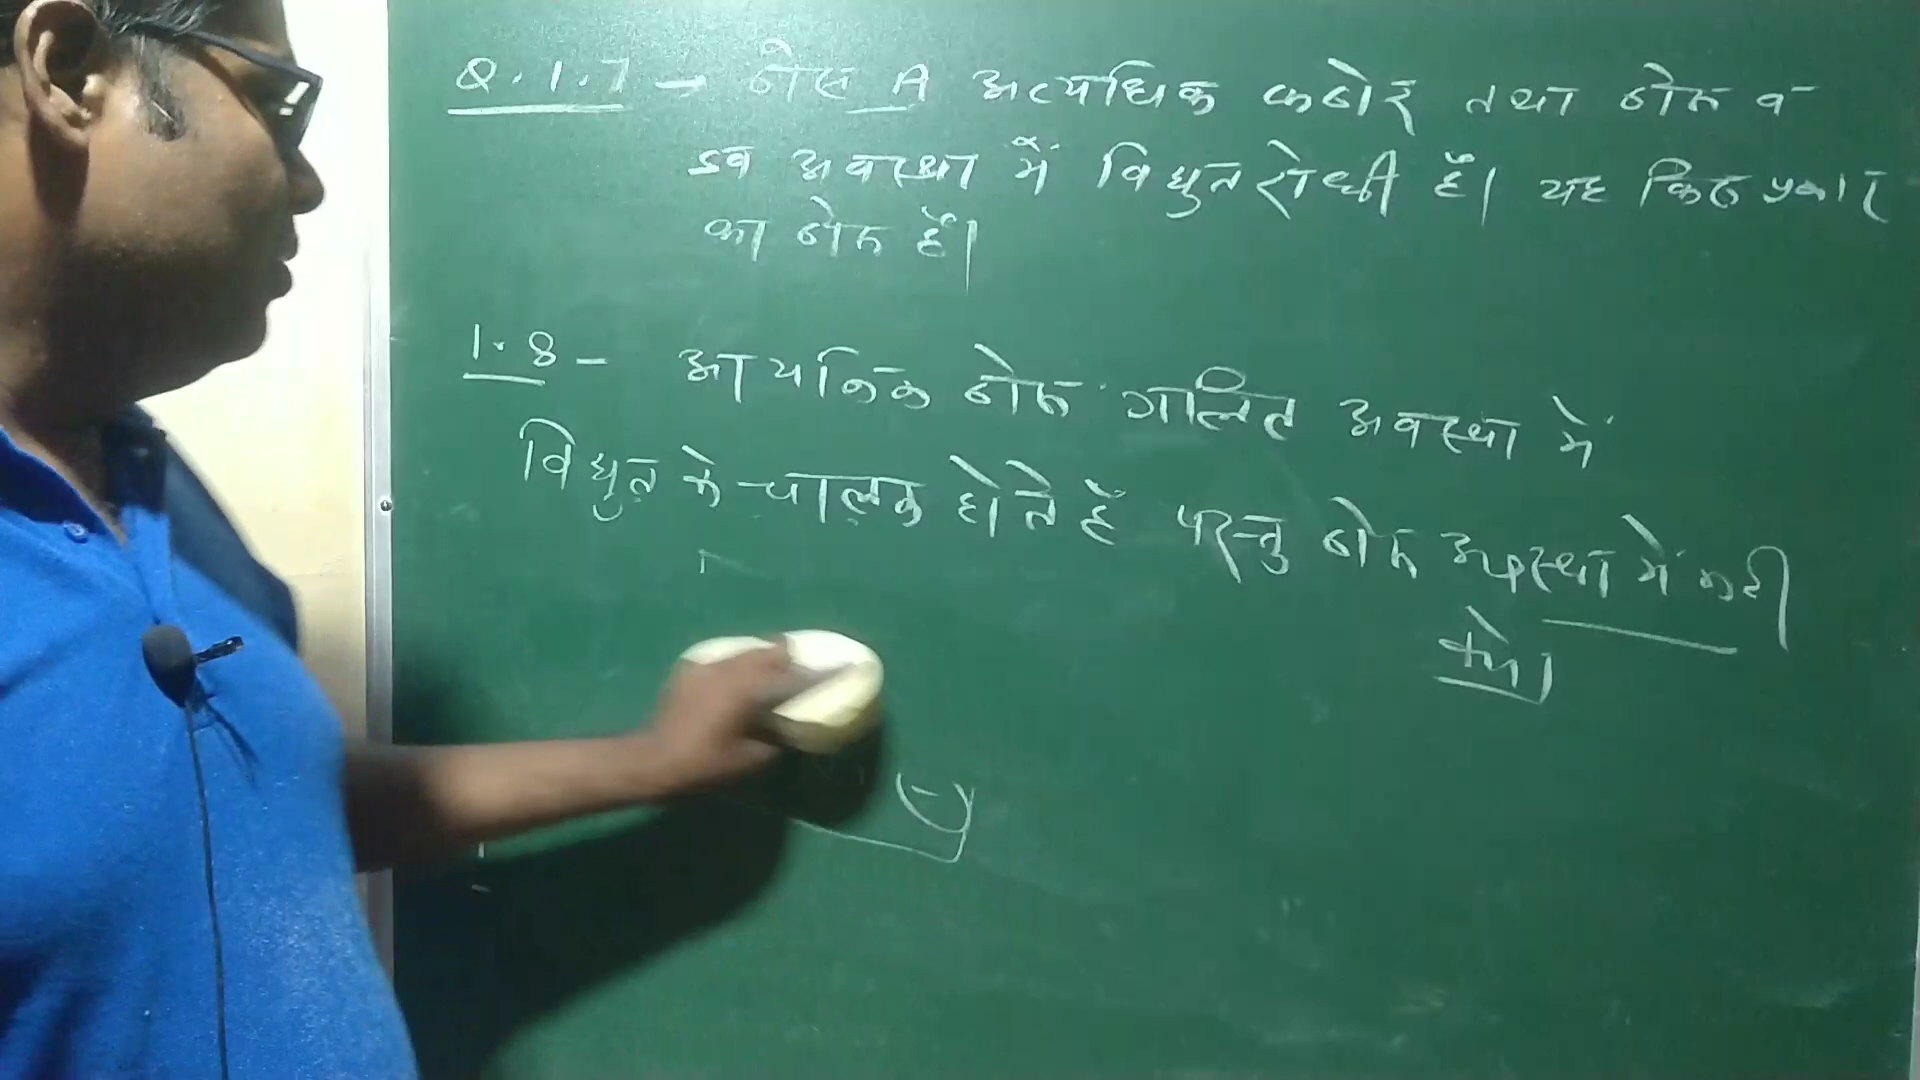 Q.1.7 → ठोस A अत्यधिक कठोर तथा ठोस व
द्रव अवस्था में विद्युतरोधी है। यह किस प्रकार
का ठोस है।
1.8 - आयनिक ठोस गलित अवस्था में
विद्युत के चालक होते हैं परन्तु ठोस अवस्था में नही
क्यो।
(-)